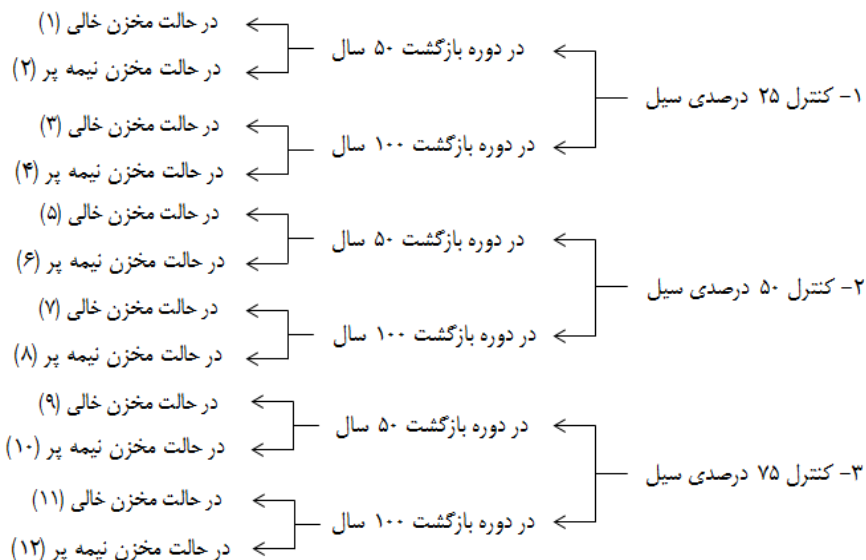 ۱- کنترل ۲۵ درصدی سیل
در دوره بازگشت ۵۰ سال
در حالت مخزن خالی (۱)
در حالت مخزن نیمه پر (۲)
در دوره بازگشت ۱۰۰ سال
در حالت مخزن خالی (۳)
در حالت مخزن نیمه پر (۴)
۲- کنترل ۵۰ درصدی سیل
در دوره بازگشت ۵۰ سال
در حالت مخزن خالی (۵)
در حالت مخزن نیمه پر (۶)
در دوره بازگشت ۱۰۰ سال
در حالت مخزن خالی (۷)
در حالت مخزن نیمه پر (۸)
۳- کنترل ۷۵ درصدی سیل
در دوره بازگشت ۵۰ سال
در حالت مخزن خالی (۹)
در حالت مخزن نیمه پر (۱۰)
در دوره بازگشت ۱۰۰ سال
در حالت مخزن خالی (۱۱)
در حالت مخزن نیمه پر (۱۲)